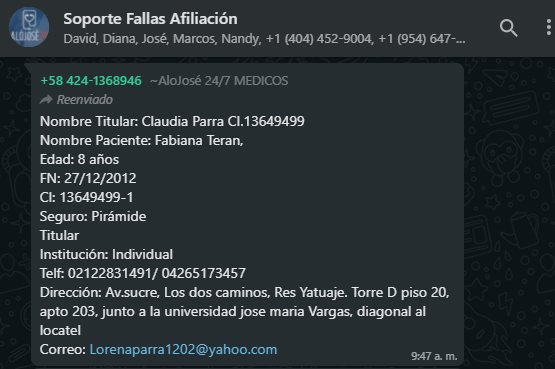 ALOJOSÉ
Soporte Fallas Afiliación
David, Diana, José, Marcos, Nandy, +1 (404) 452-9004, +1 (954) 647-...
+58 424-1368946 ~AloJosé 24/7 MEDICOS
Reenviado
Nombre Titular: Claudia Parra CI.13649499
Nombre Paciente: Fabiana Teran,
Edad: 8 años
FN: 27/12/2012
CI: 13649499-1
Seguro: Pirámide
Titular
Institución: Individual
Telf: 02122831491/ 04265173457
Dirección: Av.sucre, Los dos caminos, Res Yatuaje. Torre D piso 20,
apto 203, junto a la universidad jose maria Vargas, diagonal al
locatel
Correo: Lorenaparra1202@yahoo.com
9:47 a. m.